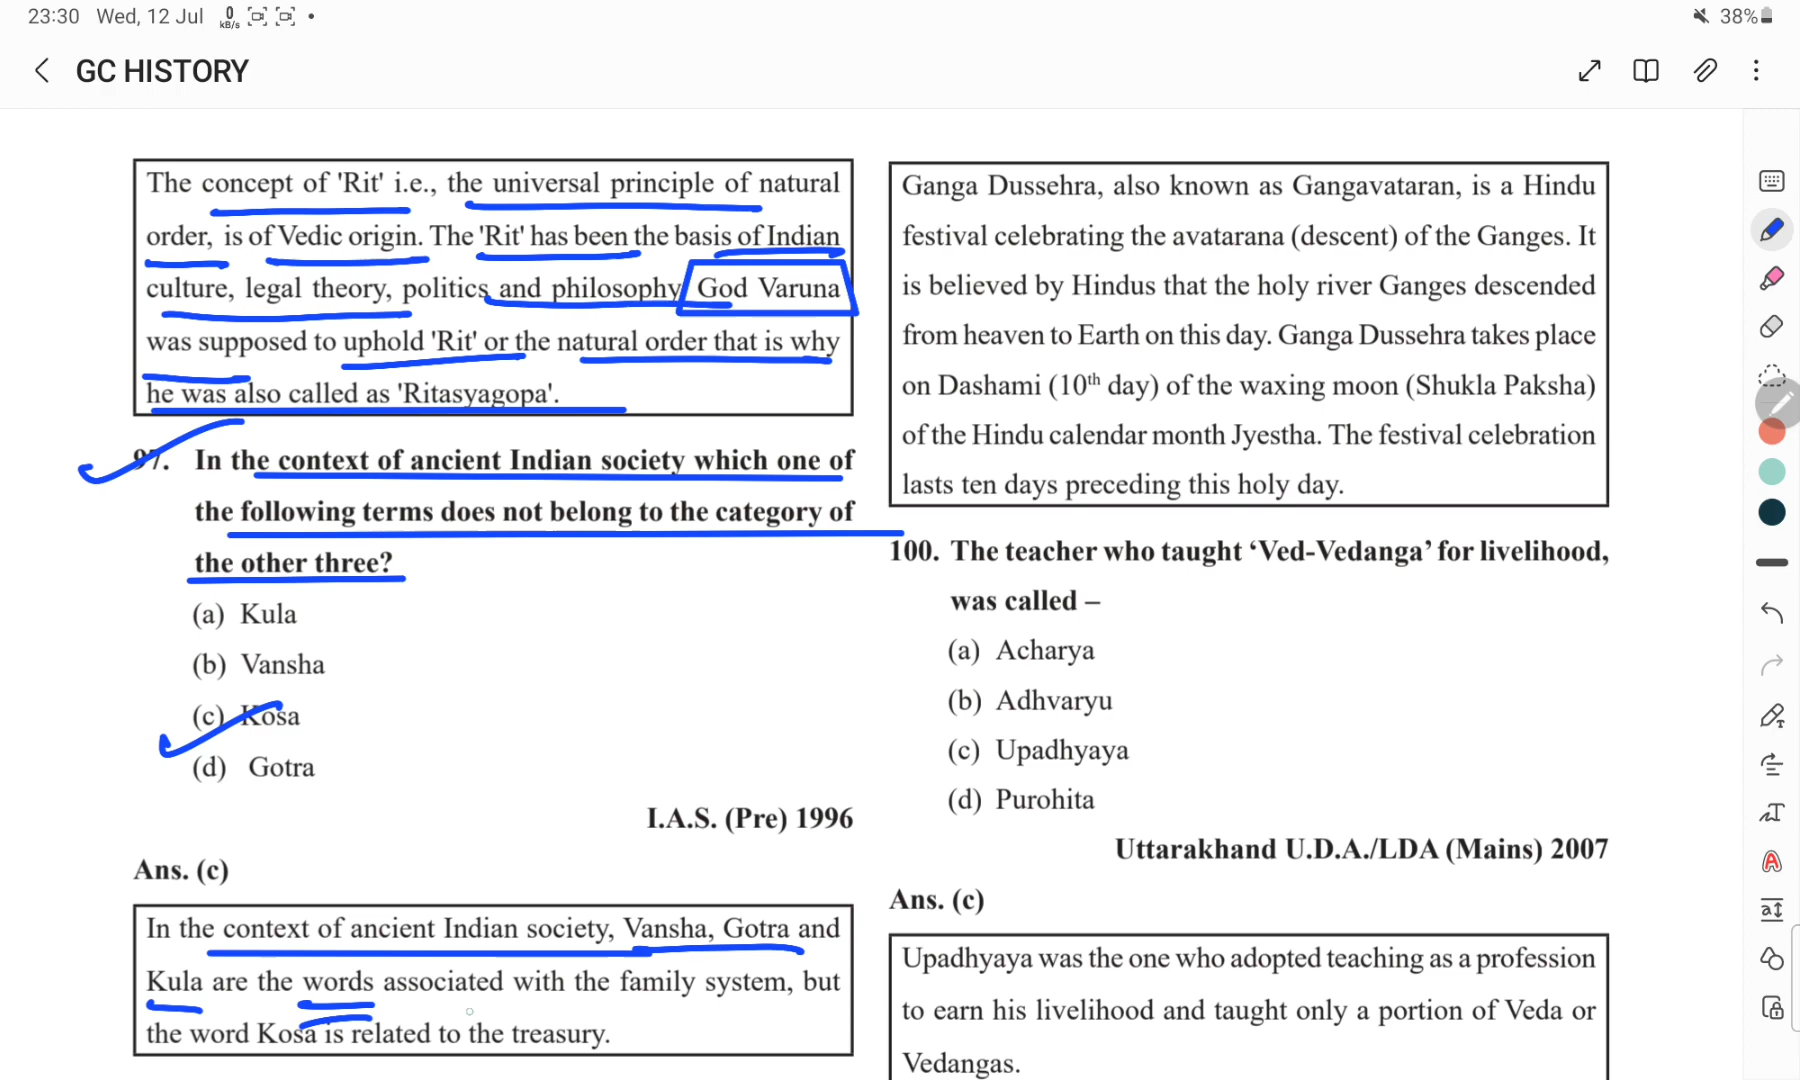 23:30 Wed, 12 Jul 0 kB/s 38%
GC HISTORY
The concept of 'Rit' i.e., the universal principle of natural
order, is of Vedic origin. The 'Rit' has been the basis of Indian
culture, legal theory, politics and philosophy God Varuna
was supposed to uphold 'Rit' or the natural order that is why
he was also called as 'Ritasyagopa'.
97. In the context of ancient Indian society which one of
the following terms does not belong to the category of
the other three?
(a) Kula
(b) Vansha
(c) Kosa
(d) Gotra
I.A.S. (Pre) 1996
Ans. (c)
In the context of ancient Indian society, Vansha, Gotra and
Kula are the words associated with the family system, but
the word Kosa is related to the treasury.
Ganga Dussehra, also known as Gangavataran, is a Hindu
festival celebrating the avatarana (descent) of the Ganges. It
is believed by Hindus that the holy river Ganges descended
from heaven to Earth on this day. Ganga Dussehra takes place
on Dashami (10th day) of the waxing moon (Shukla Paksha)
of the Hindu calendar month Jyestha. The festival celebration
lasts ten days preceding this holy day.
100. The teacher who taught ‘Ved-Vedanga’ for livelihood,
was called –
(a) Acharya
(b) Adhvaryu
(c) Upadhyaya
(d) Purohita
Uttarakhand U.D.A./LDA (Mains) 2007
Ans. (c)
Upadhyaya was the one who adopted teaching as a profession
to earn his livelihood and taught only a portion of Veda or
Vedangas.